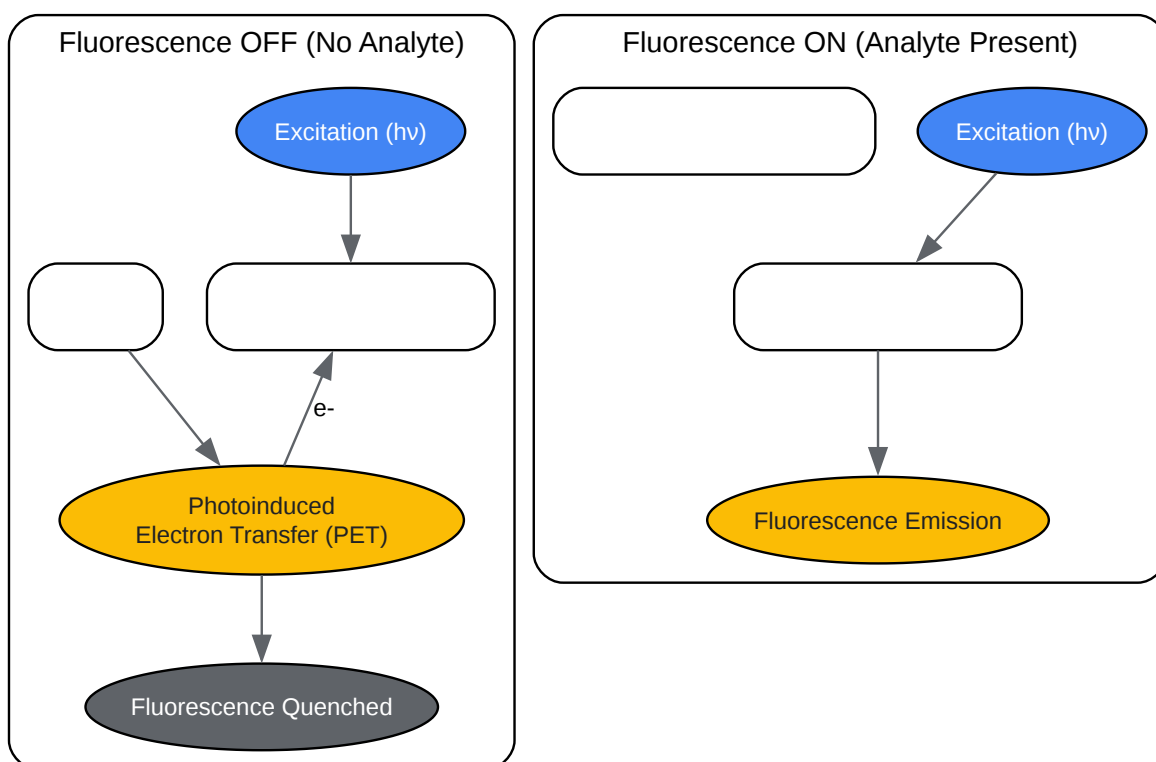 Fluorescence OFF (No Analyte)
Excitation (hν)
e-
Photoinduced
Electron Transfer (PET)
Fluorescence Quenched
Fluorescence ON (Analyte Present)
Excitation (hν)
Fluorescence Emission